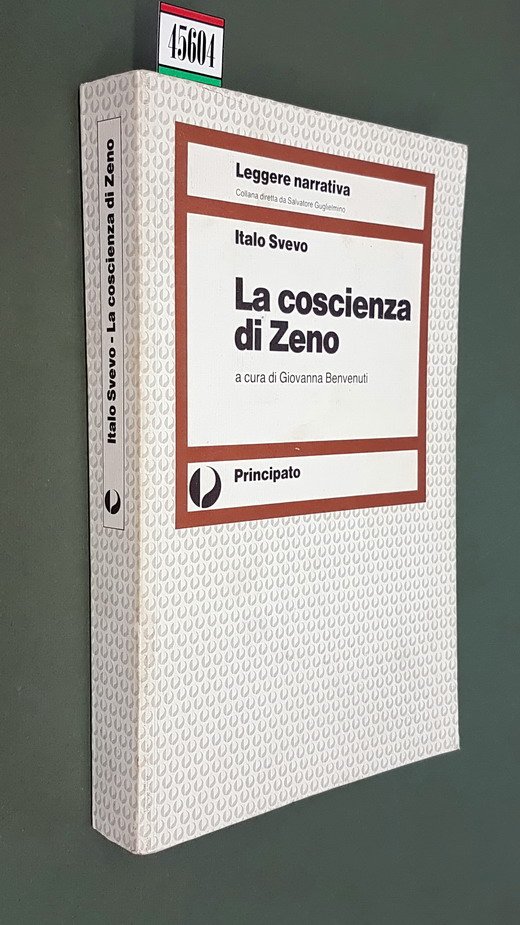 45604
Leggere narrativa
Collana diretta da Salvatore Guglielmino
Italo Svevo
La coscienza
di Zeno
a cura di Giovanna Benvenuti
Principato
Italo Svevo - La coscienza di Zeno